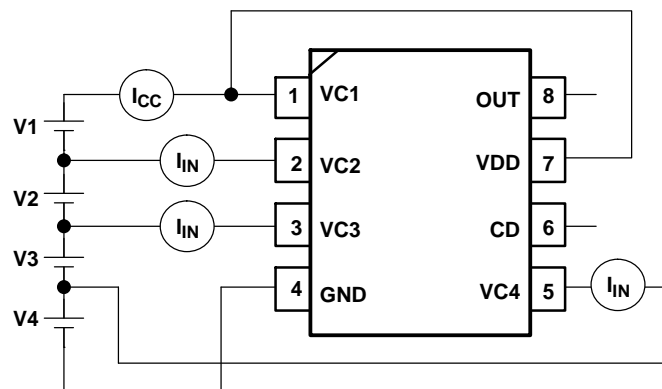 V1
V2
V3
V4
ICC
IIN
IIN
IIN
1
2
3
4
VC1
VC2
VC3
GND
OUT
VDD
CD
VC4
8
7
6
5